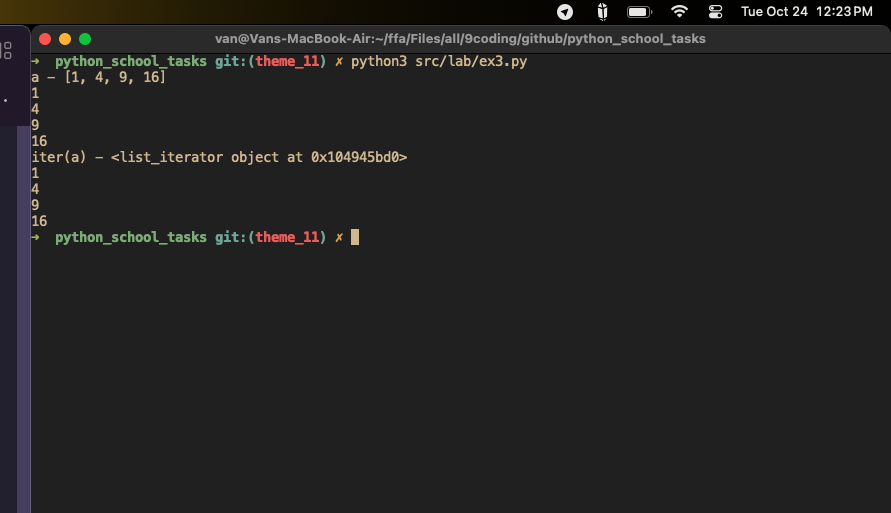 Tue Oct 24 12:23 PM
van@Vans-MacBook-Air:~/ffa/Files/all/9coding/github/python_school_tasks
→ python_school_tasks git:(theme_11) ✗ python3 src/lab/ex3.py
a – [1, 4, 9, 16]
1
4
9
16
iter(a) – <list_iterator object at 0x104945bd0>
1
4
9
16
→ python_school_tasks git:(theme_11) ✗